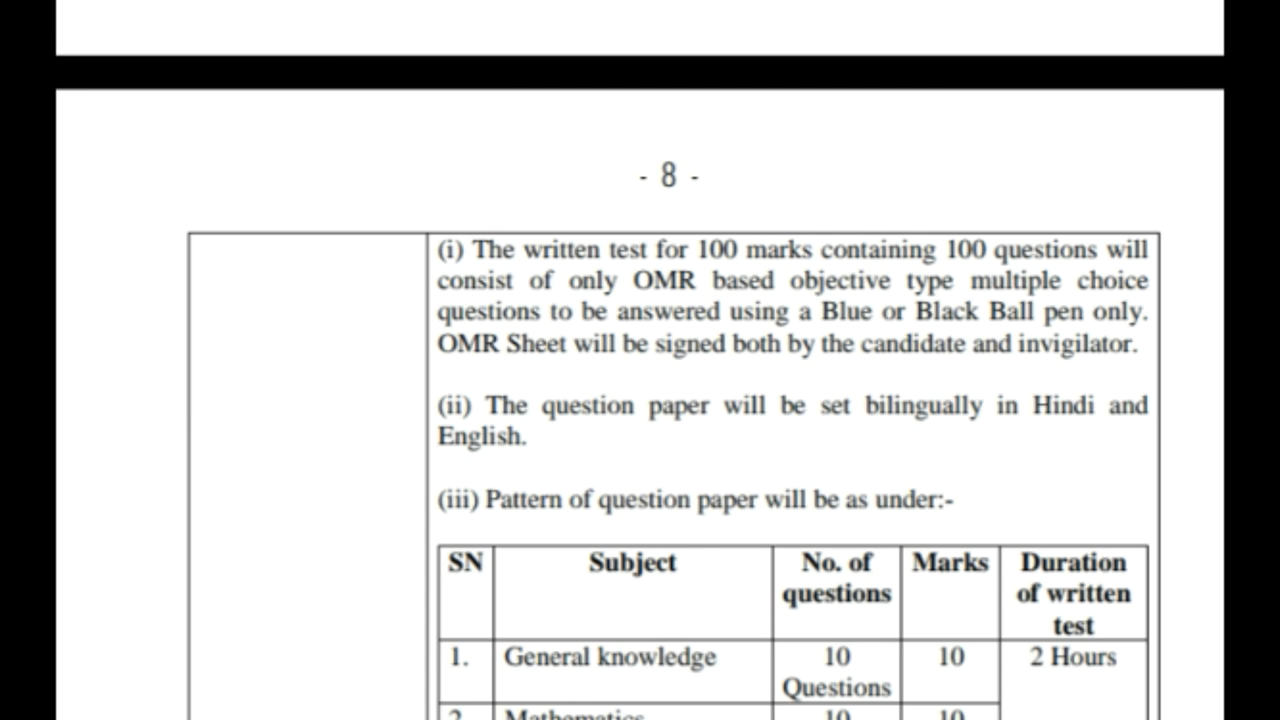 - 8 -
(i) The written test for 100 marks containing 100 questions will
consist of only OMR based objective type multiple choice
questions to be answered using a Blue or Black Ball pen only.
OMR Sheet will be signed both by the candidate and invigilator.
(ii) The question paper will be set bilingually in Hindi and
English.
(iii) Pattern of question paper will be as under:-
SN Subject No. of questions Marks Duration of written test
1. General knowledge 10 Questions 10 2 Hours
2. Mathematics 10 10